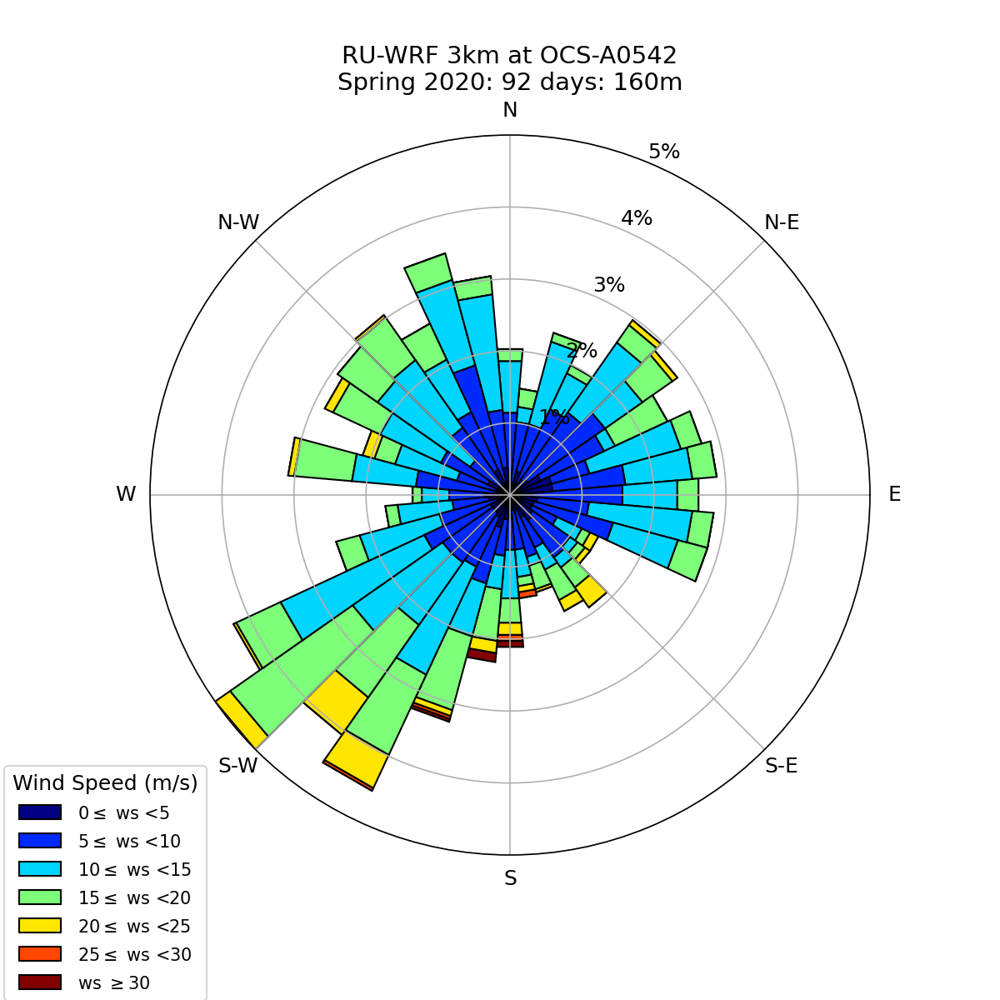 RU-WRF 3km at OCS-A0542
Spring 2020: 92 days: 160m
N
5%
N-W
4%
N-E
3%
2%
1%
W
E
S-W
S-E
S
Wind Speed (m/s)
0≤ ws <5
5≤ ws <10
10≤ ws <15
15≤ ws <20
20≤ ws <25
25≤ ws <30
ws ≥30